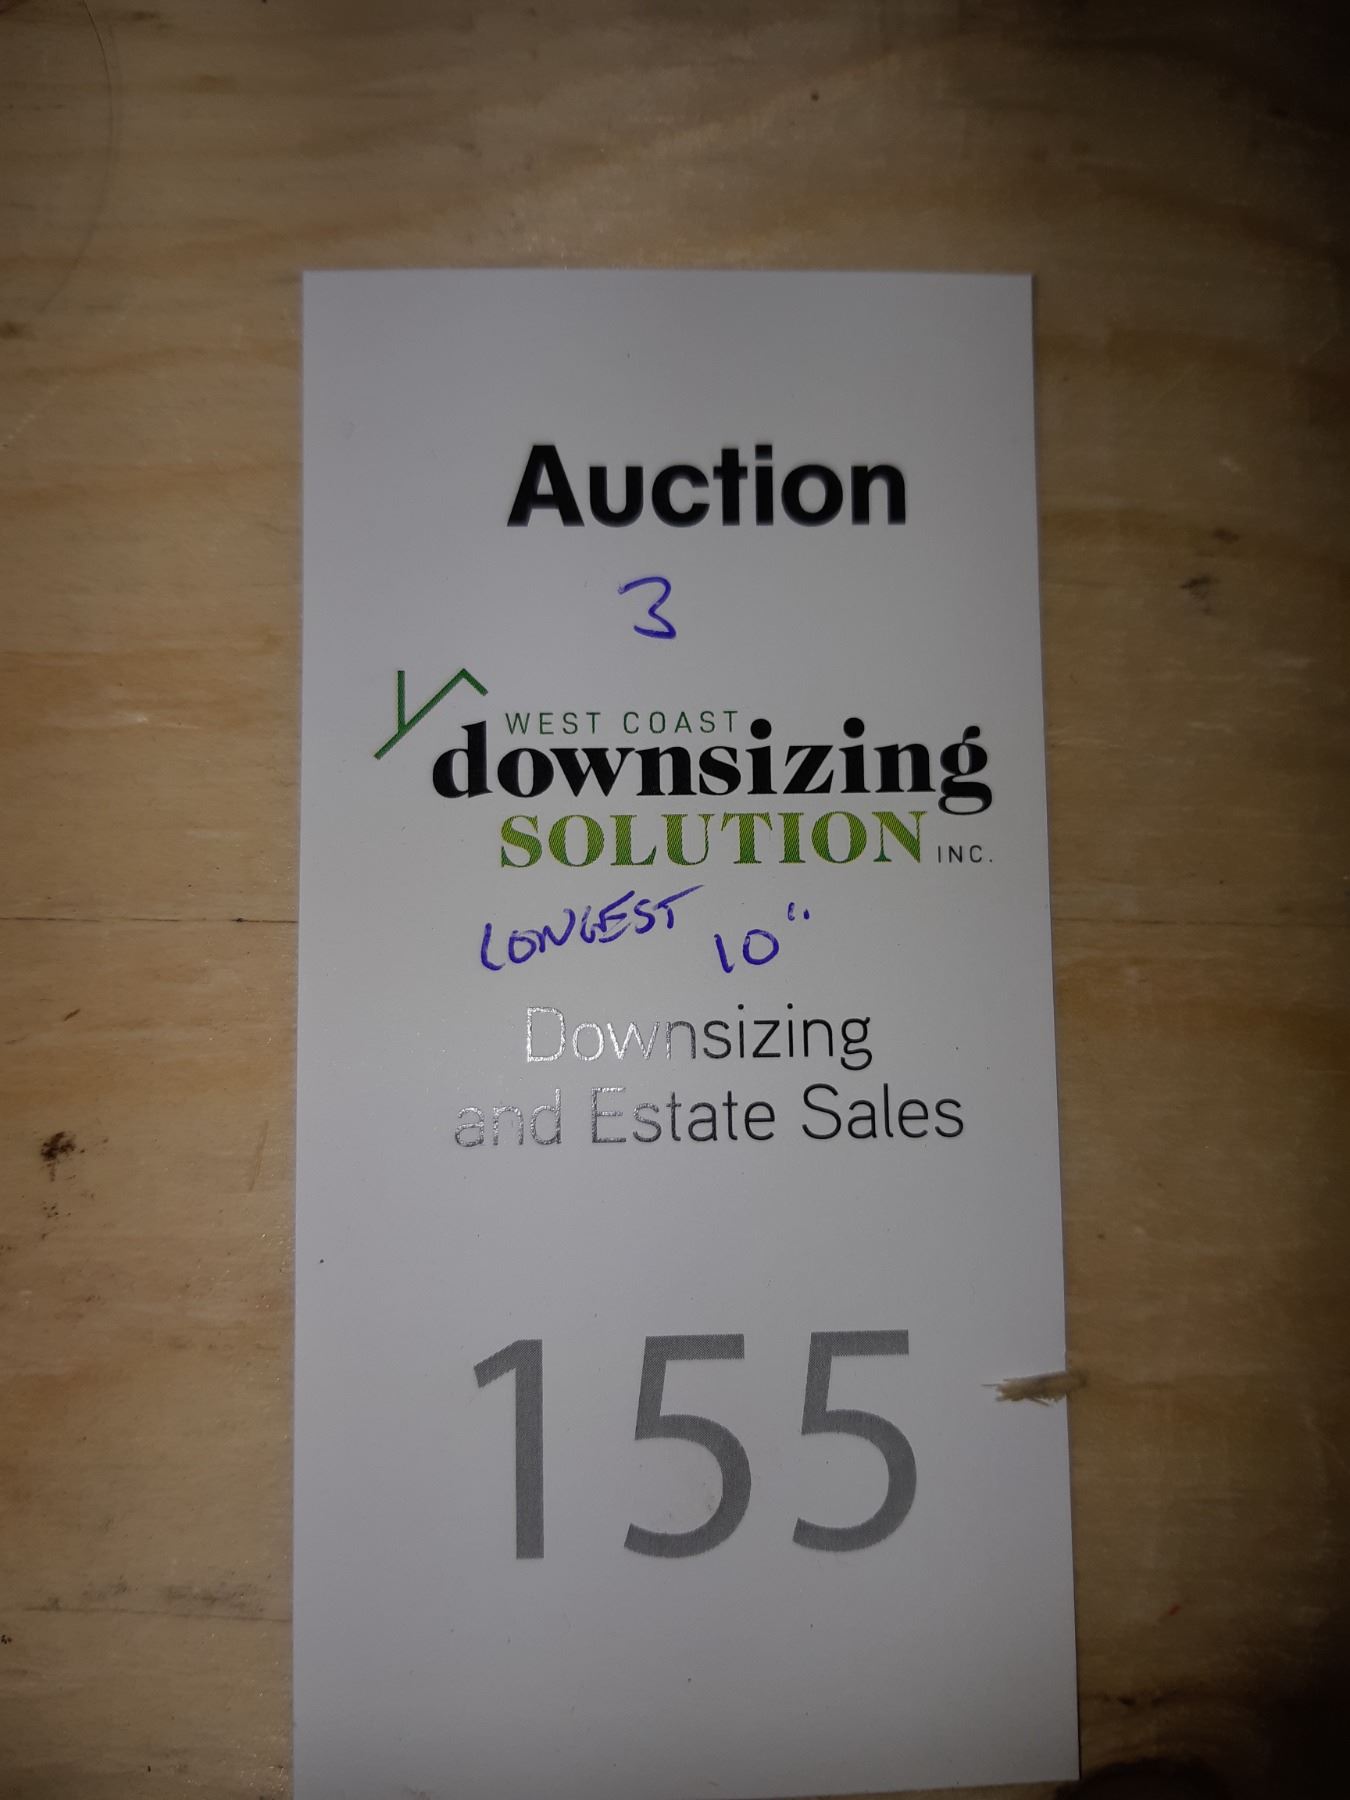 Auction
3
WEST COAST
downsizing
SOLUTION INC.
LONGEST 10"
Downsizing
and Estate Sales
155